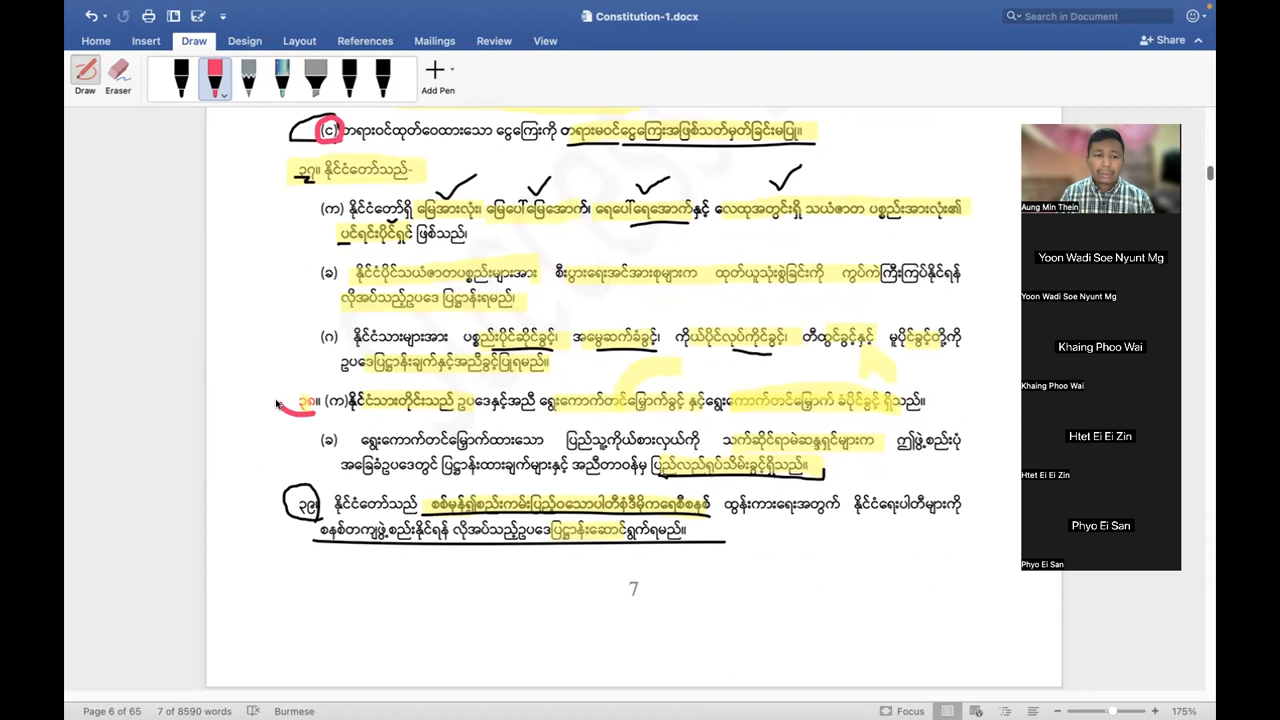 Constitution-1.docx
Search in Document
Home Insert Draw Design Layout References Mailings Review View
Share
Draw Eraser Add Pen
(င) တရားဝင်ထုတ်ဝေထားသော ငွေကြေးကို တရားမဝင်ငွေကြေးအဖြစ်သတ်မှတ်ခြင်းမပြု။
၃၇။ နိုင်ငံတော်သည်-
(က) နိုင်ငံတော်ရှိ မြေအားလုံး၊ မြေပေါ်မြေအောက်၊ ရေပေါ်ရေအောက်နှင့် လေထုအတွင်းရှိ သယံဇာတ ပစ္စည်းအားလုံး၏
ပင်ရင်းပိုင်ရှင် ဖြစ်သည်၊
(ခ) နိုင်ငံပိုင်သယံဇာတပစ္စည်းများအား စီးပွားရေးအင်အားစုများက ထုတ်ယူသုံးစွဲခြင်းကို ကွပ်ကဲကြီးကြပ်နိုင်ရန်
လိုအပ်သည့်ဥပဒေ ပြဋ္ဌာန်းရမည်၊
(ဂ) နိုင်ငံသားများအား ပစ္စည်းပိုင်ဆိုင်ခွင့်၊ အမွေဆက်ခံခွင့်၊ ကိုယ်ပိုင်လုပ်ကိုင်ခွင့်၊ တီထွင်ခွင့်နှင့် မူပိုင်ခွင့်တို့ကို
ဥပဒေပြဋ္ဌာန်းချက်နှင့်အညီခွင့်ပြုရမည်။
၃၈။ (က)နိုင်ငံသားတိုင်းသည် ဥပဒေနှင့်အညီ ရွေးကောက်တင်မြှောက်ခွင့် နှင့်ရွေးကောက်တင်မြှောက် ခံပိုင်ခွင့် ရှိသည်။
(ခ) ရွေးကောက်တင်မြှောက်ထားသော ပြည်သူ့ကိုယ်စားလှယ်ကို သက်ဆိုင်ရာမဲဆန္ဒရှင်များက ဤဖွဲ့စည်းပုံ
အခြေခံဥပဒေတွင် ပြဋ္ဌာန်းထားချက်များနှင့် အညီတာဝန်မှ ပြည်လည်ရုပ်သိမ်းခွင့်ရှိသည်။
၃၉။ နိုင်ငံတော်သည် စစ်မှန်၍စည်းကမ်းပြည့်ဝသောပါတီစုံဒီမိုကရေစီစနစ် ထွန်းကားရေးအတွက် နိုင်ငံရေးပါတီများကို
စနစ်တကျဖွဲ့စည်းနိုင်ရန် လိုအပ်သည့်ဥပဒေပြဋ္ဌာန်းဆောင်ရွက်ရမည်။
7
Aung Min Thein
Yoon Wadi Soe Nyunt Mg
Yoon Wadi Soe Nyunt Mg
Khaing Phoo Wai
Khaing Phoo Wai
Htet Ei Ei Zin
Htet Ei Ei Zin
Phyo Ei San
Phyo Ei San
Page 6 of 65 7 of 8590 words Burmese Focus 175%